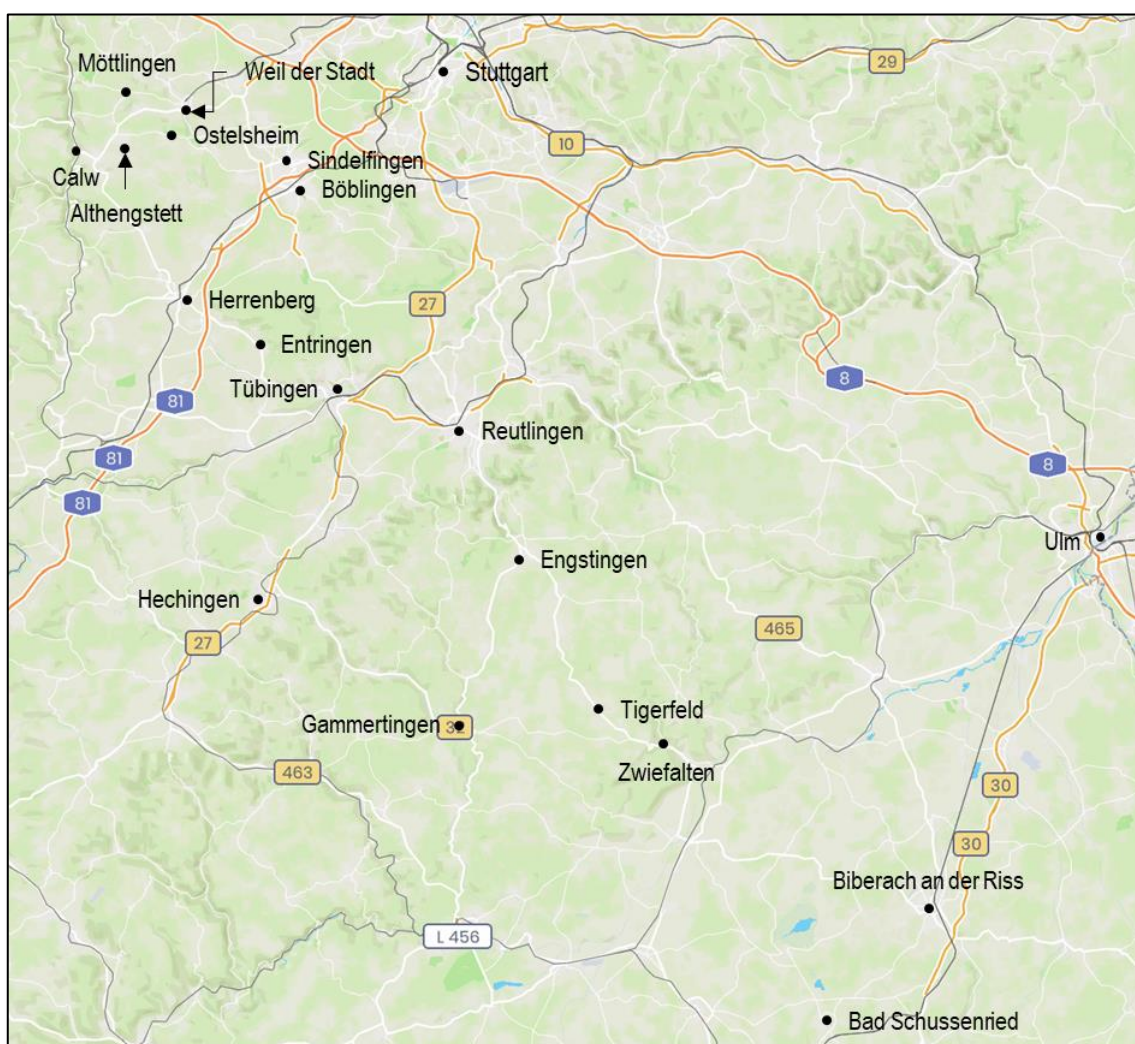 Möttlingen
Weil der Stadt
Stuttgart
29
Ostelsheim
10
Calw
Sindelfingen
Böblingen
Althengstett
Herrenberg
27
Entringen
Tübingen
8
81
Reutlingen
81
8
81
Engstingen
Ulm
Hechingen
27
465
Tigerfeld
Gammertingen
Zwiefalten
463
30
30
Biberach an der Riss
L 456
Bad Schussenried